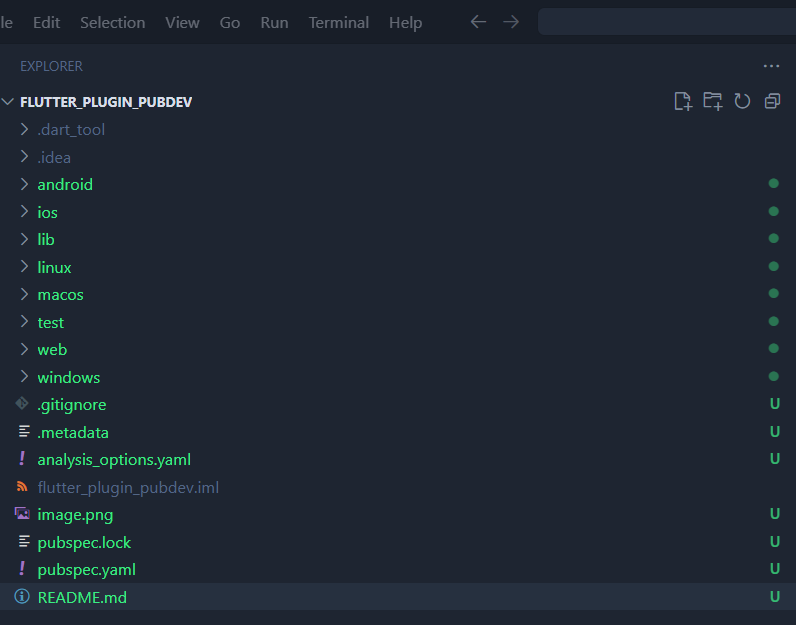 le Edit Selection View Go Run Terminal Help
EXPLORER
FLUTTER_PLUGIN_PUBDEV
.dart_tool
.idea
android
ios
lib
linux
macos
test
web
windows
.gitignore U
.metadata U
analysis_options.yaml U
flutter_plugin_pubdev.iml
image.png U
pubspec.lock U
pubspec.yaml U
README.md U